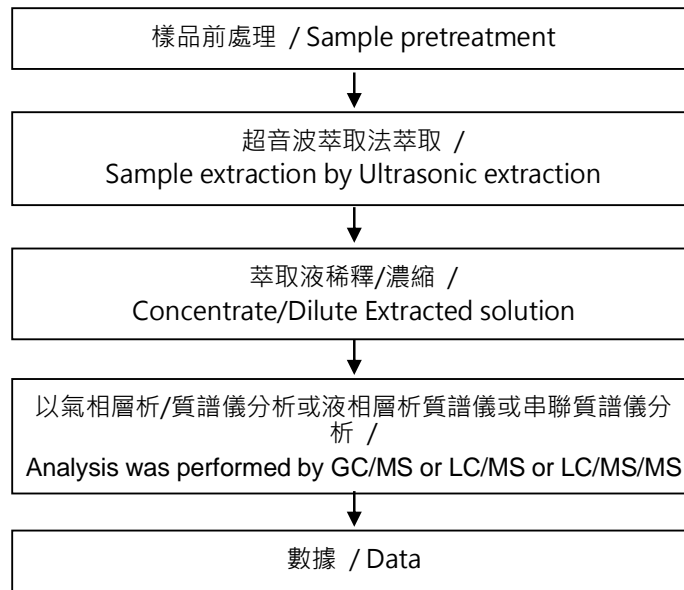 樣品前處理 / Sample pretreatment
超音波萃取法萃取 /
Sample extraction by Ultrasonic extraction
萃取液稀釋/濃縮 /
Concentrate/Dilute Extracted solution
以氣相層析/質譜儀分析或液相層析質譜儀或串聯質譜儀分
析 /
Analysis was performed by GC/MS or LC/MS or LC/MS/MS
數據 / Data